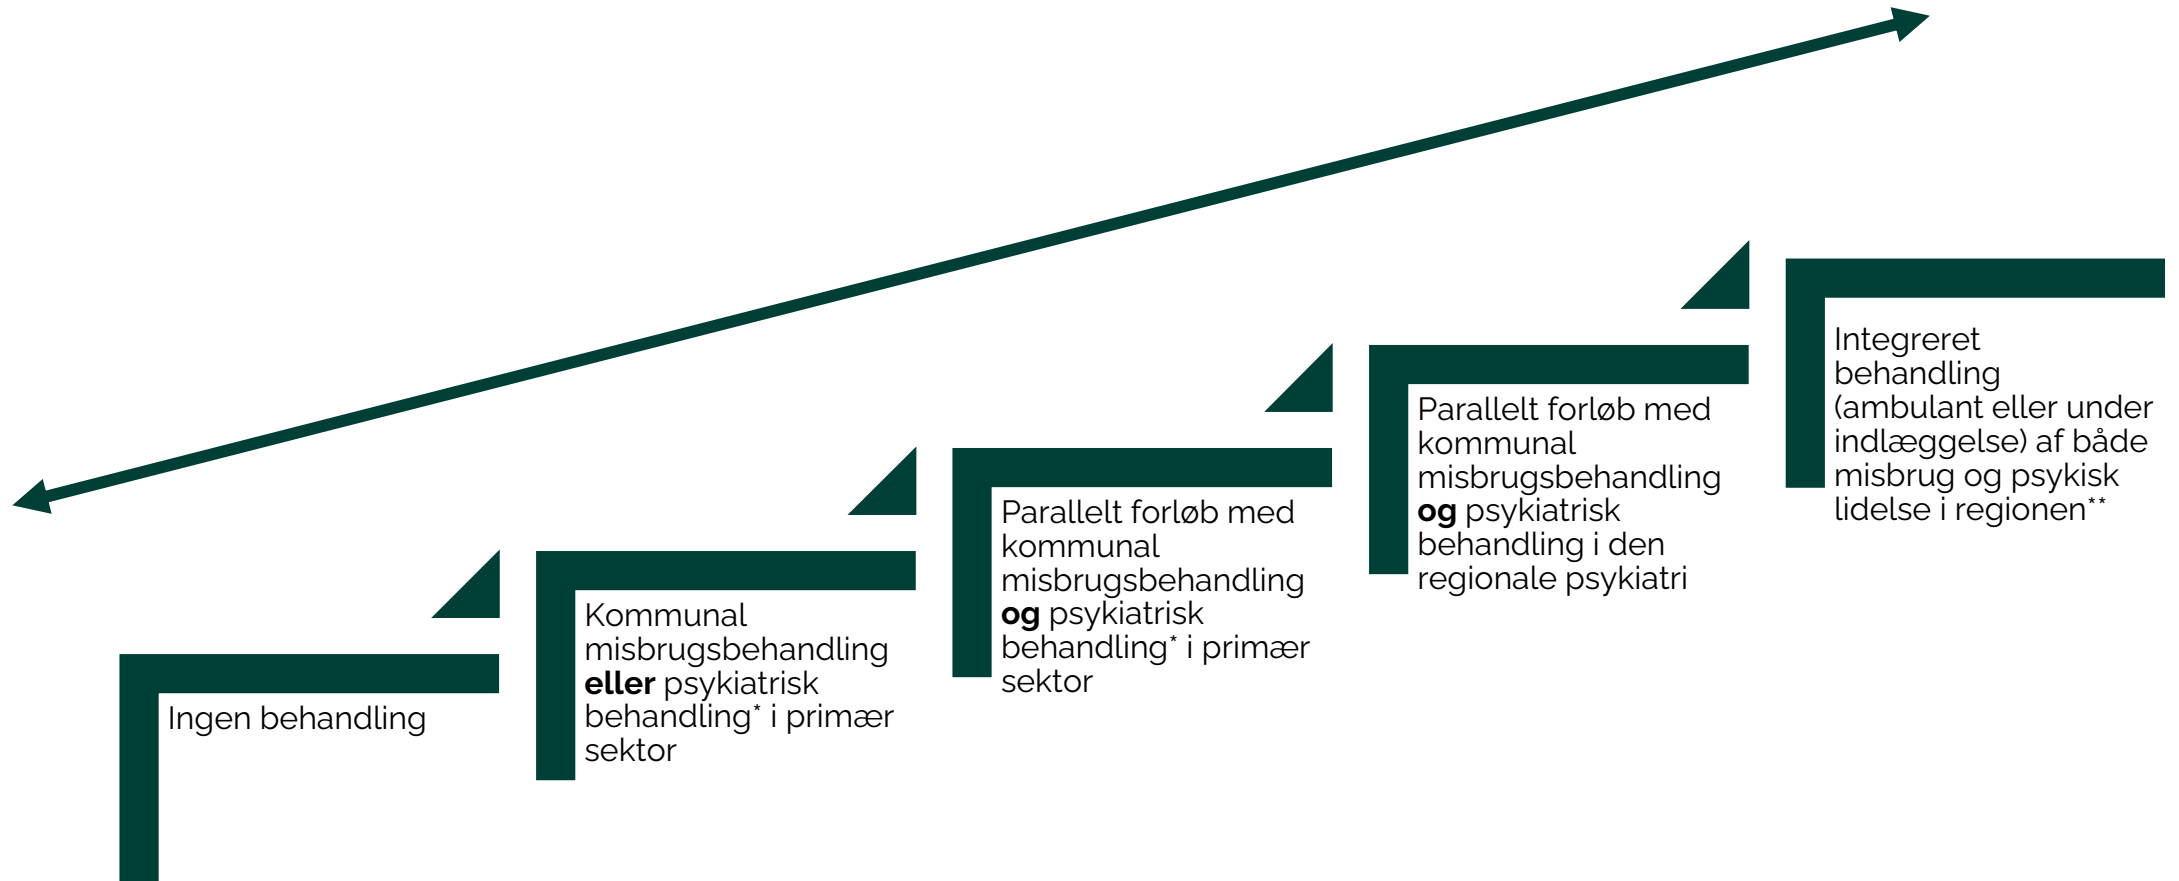 Ingen behandling
Kommunal
misbrugsbehandling
eller psykiatrisk
behandling* i primær
sektor
Parallelt forløb med
kommunal
misbrugsbehandling
og psykiatrisk
behandling* i primær
sektor
Parallelt forløb med
kommunal
misbrugsbehandling
og psykiatrisk
behandling i den
regionale psykiatri
Integreret
behandling
(ambulant eller under
indlæggelse) af både
misbrug og psykisk
lidelse i regionen**